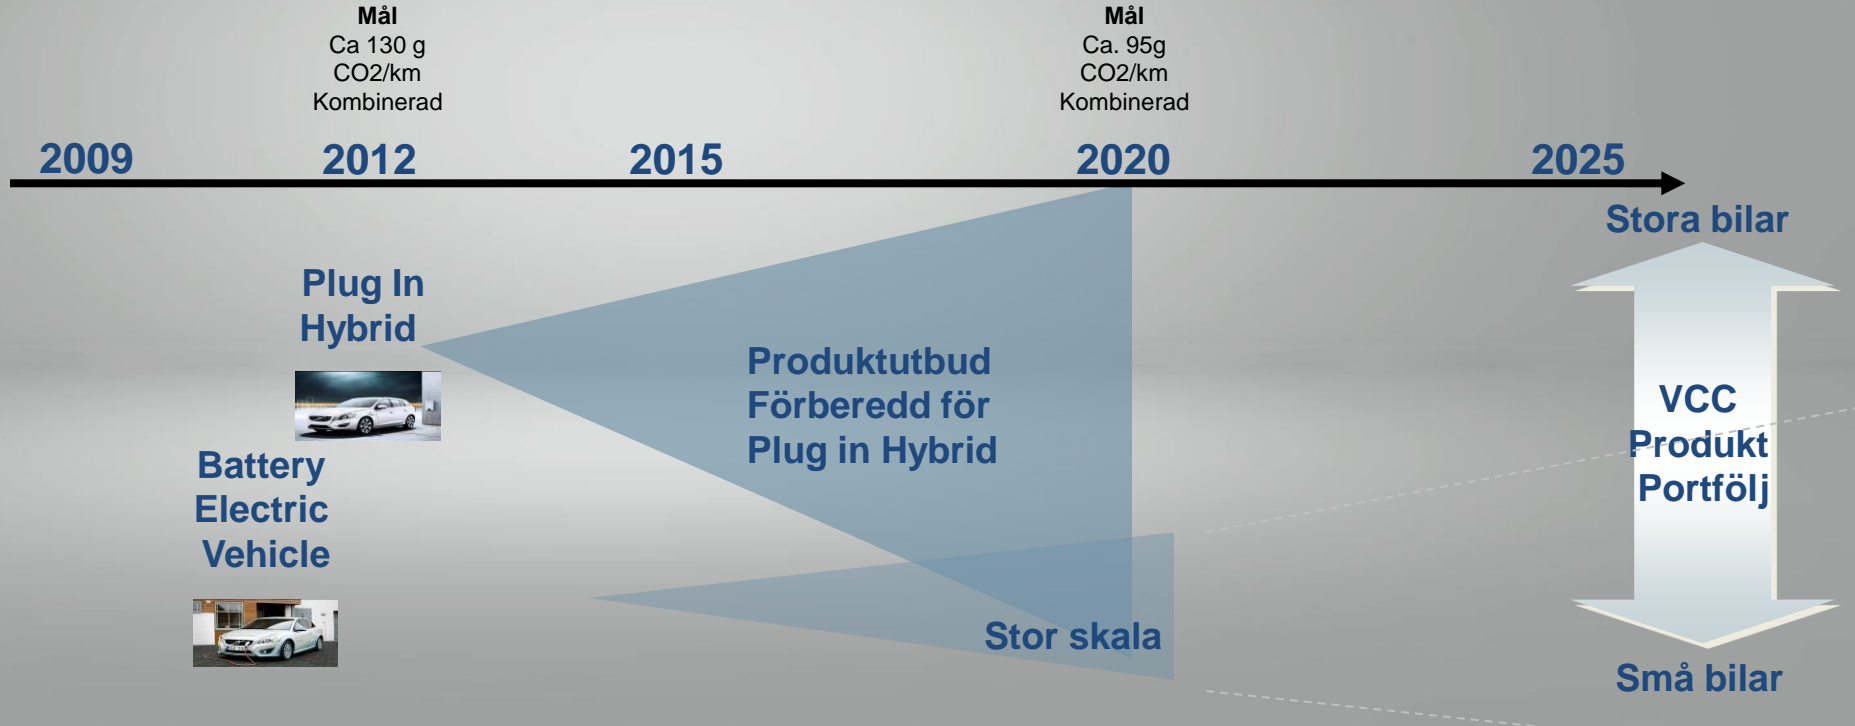 Mål
Ca 130 g
CO2/km
Kombinerad
Mål
Ca. 95g
CO2/km
Kombinerad
2009
2012
2015
2020
2025
Stora bilar
Plug In
Hybrid
Produktutbud
Förberedd för
Plug in Hybrid
VCC
Produkt
Portfölj
Battery
Electric
Vehicle
Stor skala
Små bilar